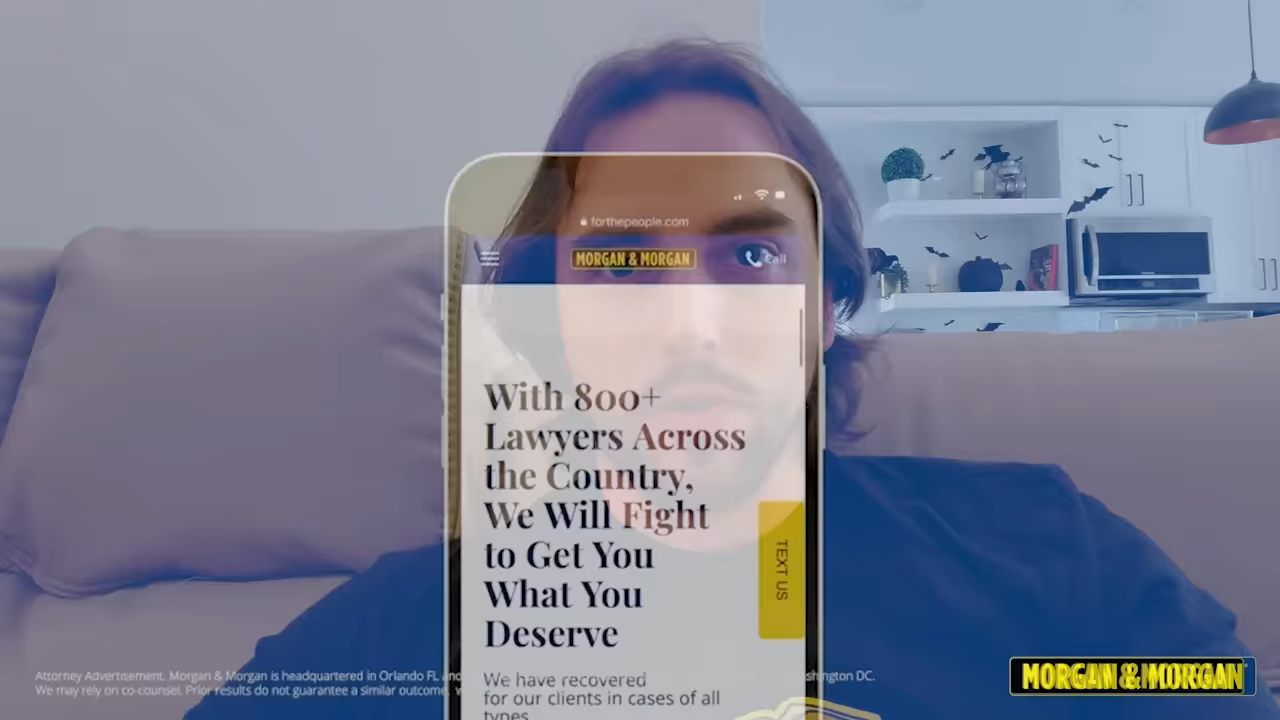 forthepeople.com
MORGAN & MORGAN
Call
With 800+
Lawyers Across
the Country,
We Will Fight
to Get You
What You
Deserve
TEXT US
We have recovered
for our clients in cases of all
types
Attorney Advertisement. Morgan & Morgan is headquartered in Orlando FL and
We may rely on co-counsel. Prior results do not guarantee a similar outcome,
DC.
MORGAN & MORGAN